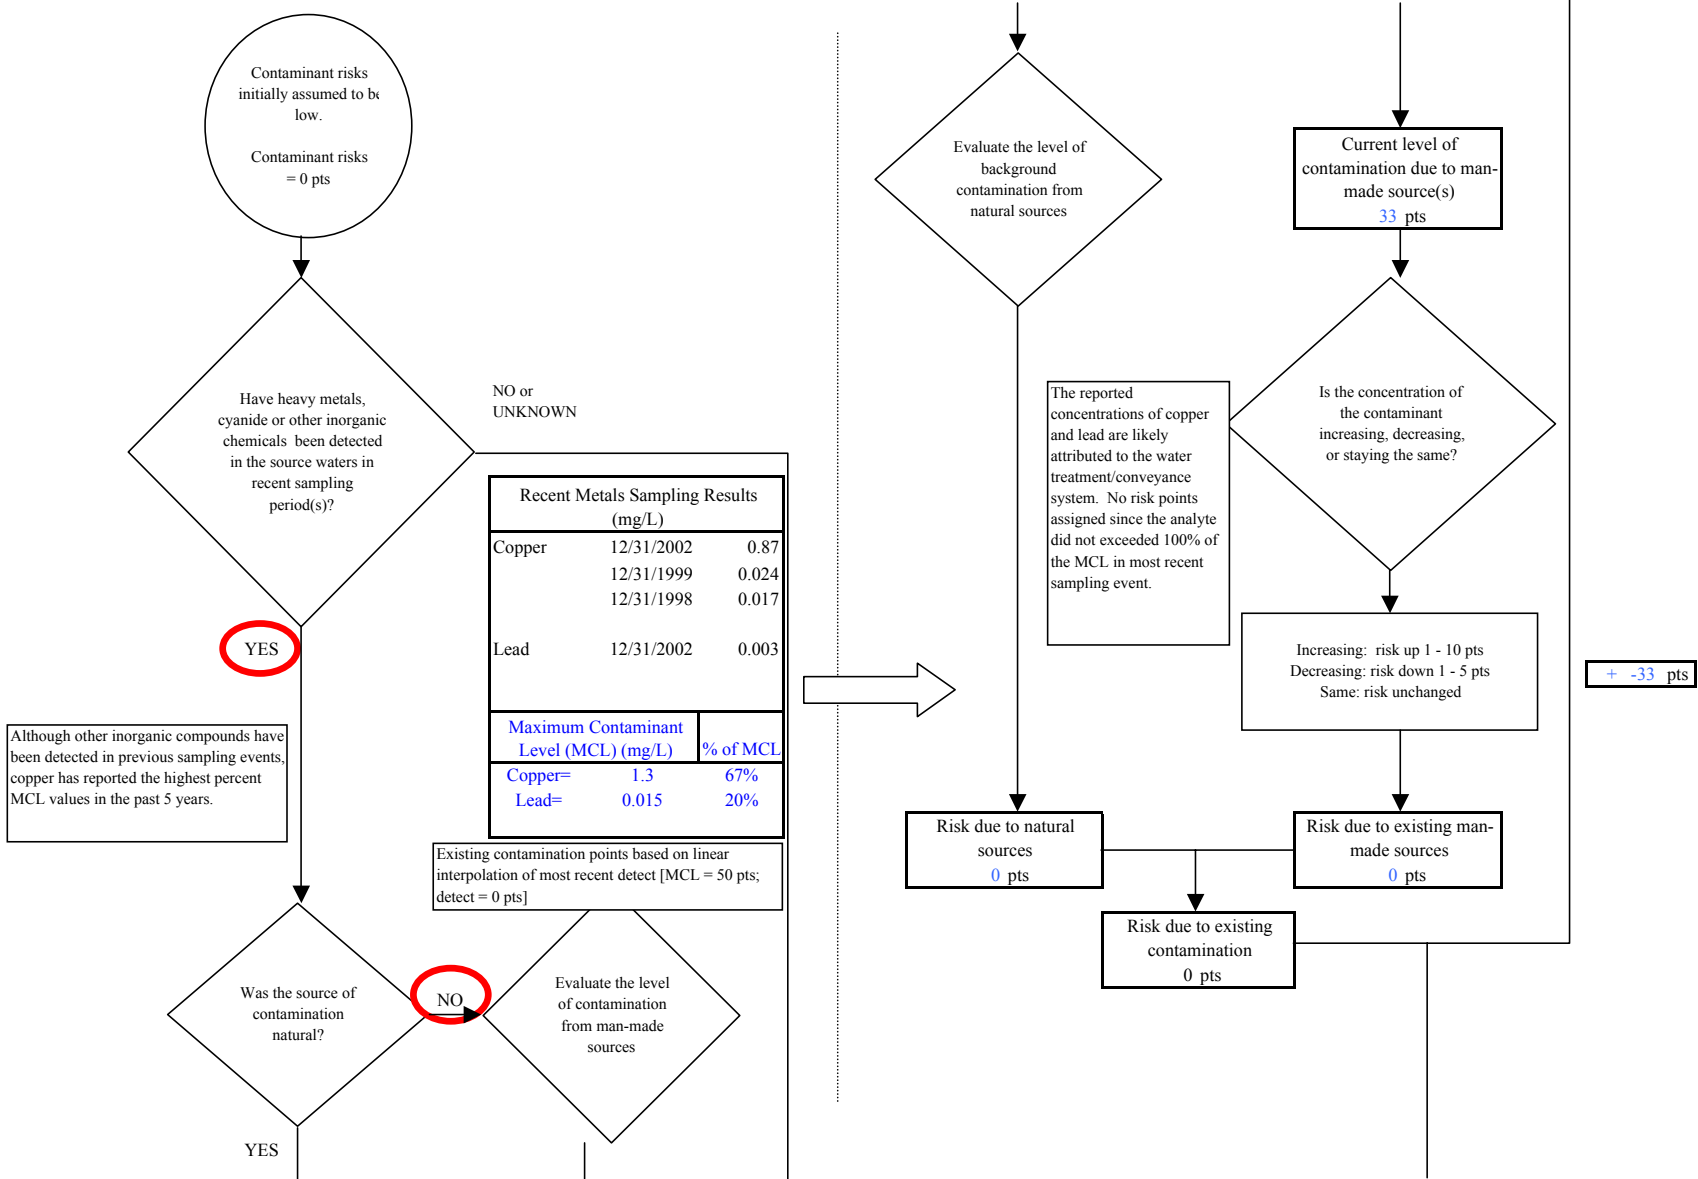 Contaminant risks
initially assumed to be
low.
Contaminant risks
= 0 pts
Have heavy metals,
cyanide or other inorganic
chemicals been detected
in the source waters in
recent sampling
period(s)?
NO or
UNKNOWN
YES
Recent Metals Sampling Results
(mg/L)
Copper 12/31/2002 0.87
12/31/1999 0.024
12/31/1998 0.017
Lead 12/31/2002 0.003
Maximum Contaminant
Level (MCL) (mg/L) % of MCL
Copper= 1.3 67%
Lead= 0.015 20%
Although other inorganic compounds have
been detected in previous sampling events,
copper has reported the highest percent
MCL values in the past 5 years.
Existing contamination points based on linear
interpolation of most recent detect [MCL = 50 pts;
detect = 0 pts]
Was the source of
contamination
natural?
NO
Evaluate the level
of contamination
from man-made
sources
YES
Evaluate the level of
background
contamination from
natural sources
Current level of
contamination due to man-
made source(s)
33 pts
The reported
concentrations of copper
and lead are likely
attributed to the water
treatment/conveyance
system. No risk points
assigned since the analyte
did not exceeded 100% of
the MCL in most recent
sampling event.
Is the concentration of
the contaminant
increasing, decreasing,
or staying the same?
Increasing: risk up 1 - 10 pts
Decreasing: risk down 1 - 5 pts
Same: risk unchanged
+ -33 pts
Risk due to natural
sources
0 pts
Risk due to existing man-
made sources
0 pts
Risk due to existing
contamination
0 pts